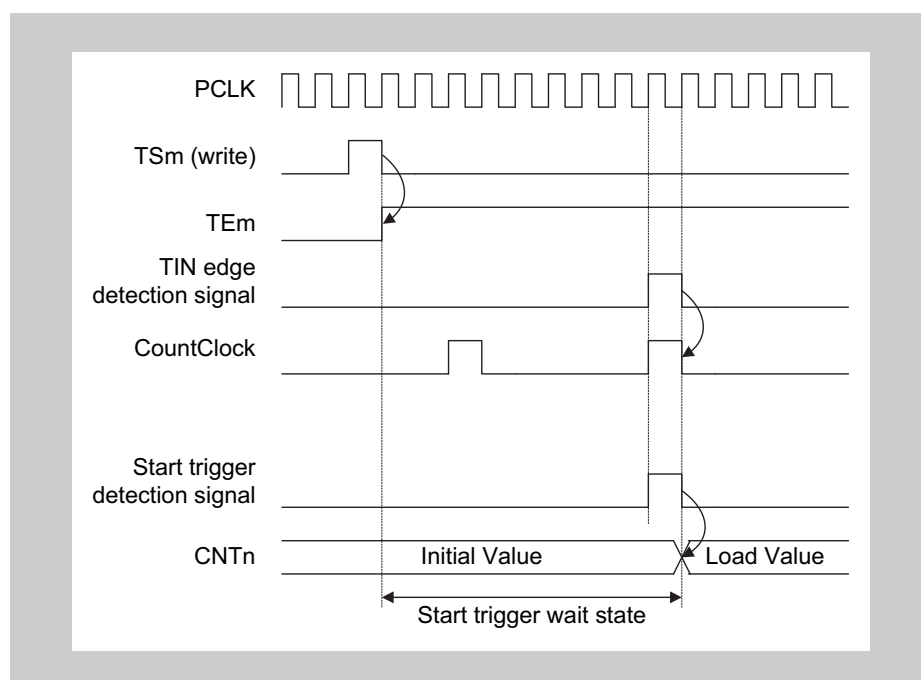 PCLK
TSm (write)
TEm
TIN edge
detection signal
CountClock
Start trigger
detection signal
CNTn
Initial Value
Load Value
Start trigger wait state